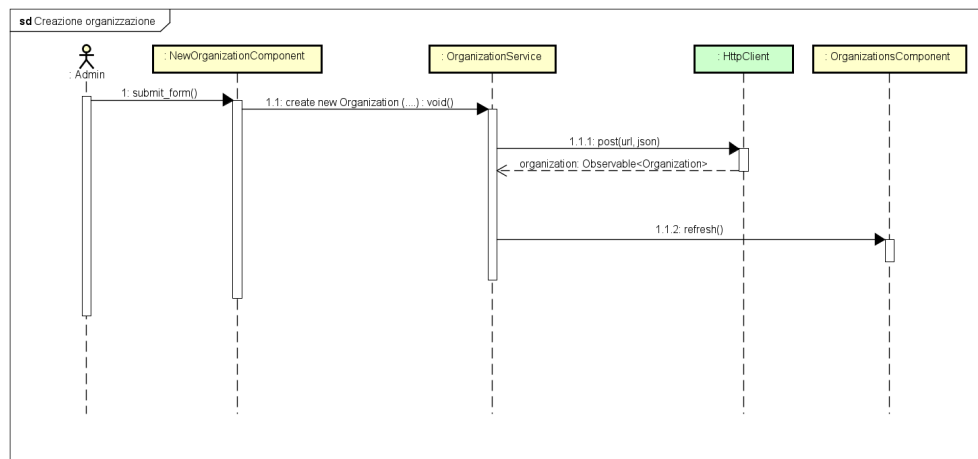 sd Creazione organizzazione
: Admin
: NewOrganizationComponent
: OrganizationService
: HttpClient
: OrganizationsComponent
1: submit_form()
1.1: create new Organization (....) : void()
1.1.1: post(url, json)
organization: Observable<Organization>
1.1.2: refresh()